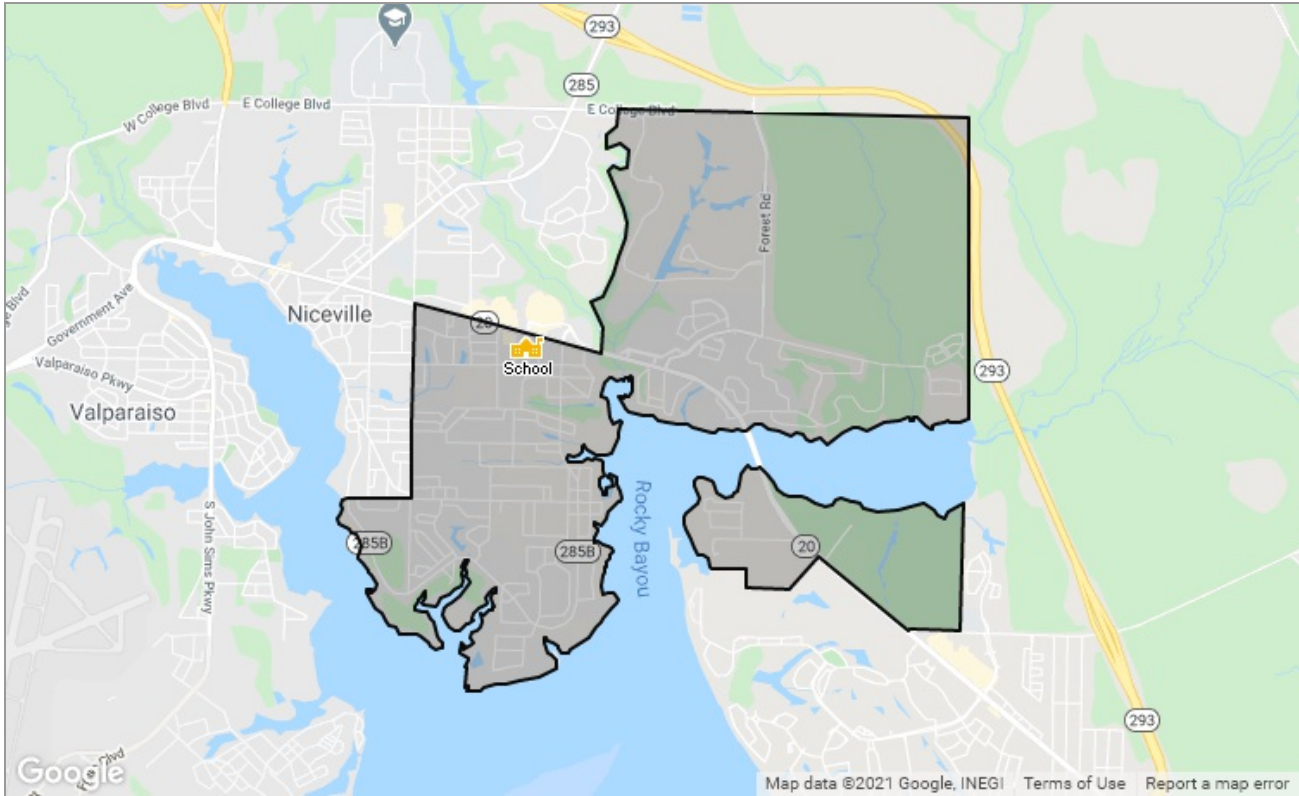 293
285
W College Blvd
E College Blvd
E College Blvd
Forest Rd
Niceville
20
School
Government Ave
Valparaiso Pkwy
Valparaiso
293
S John Sims Pkwy
Rocky Bayou
285B
285B
20
293
Google
Map data ©2021 Google, INEGI
Terms of Use
Report a map error